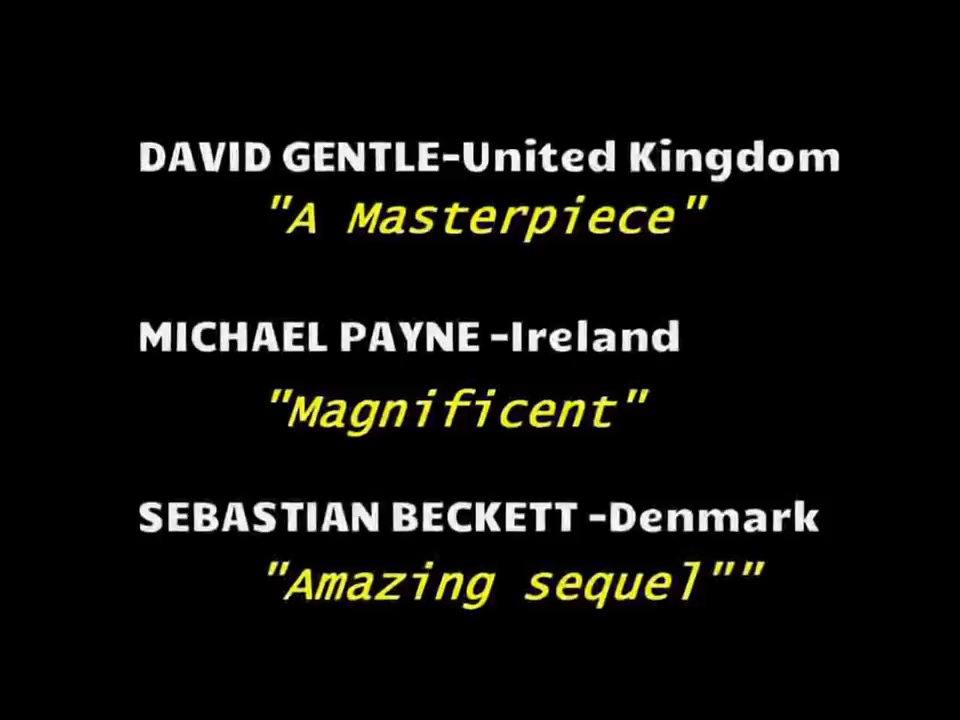 DAVID GENTLE-United Kingdom
"A Masterpiece"
MICHAEL PAYNE -Ireland
"Magnificent"
SEBASTIAN BECKETT -Denmark
"Amazing sequel""